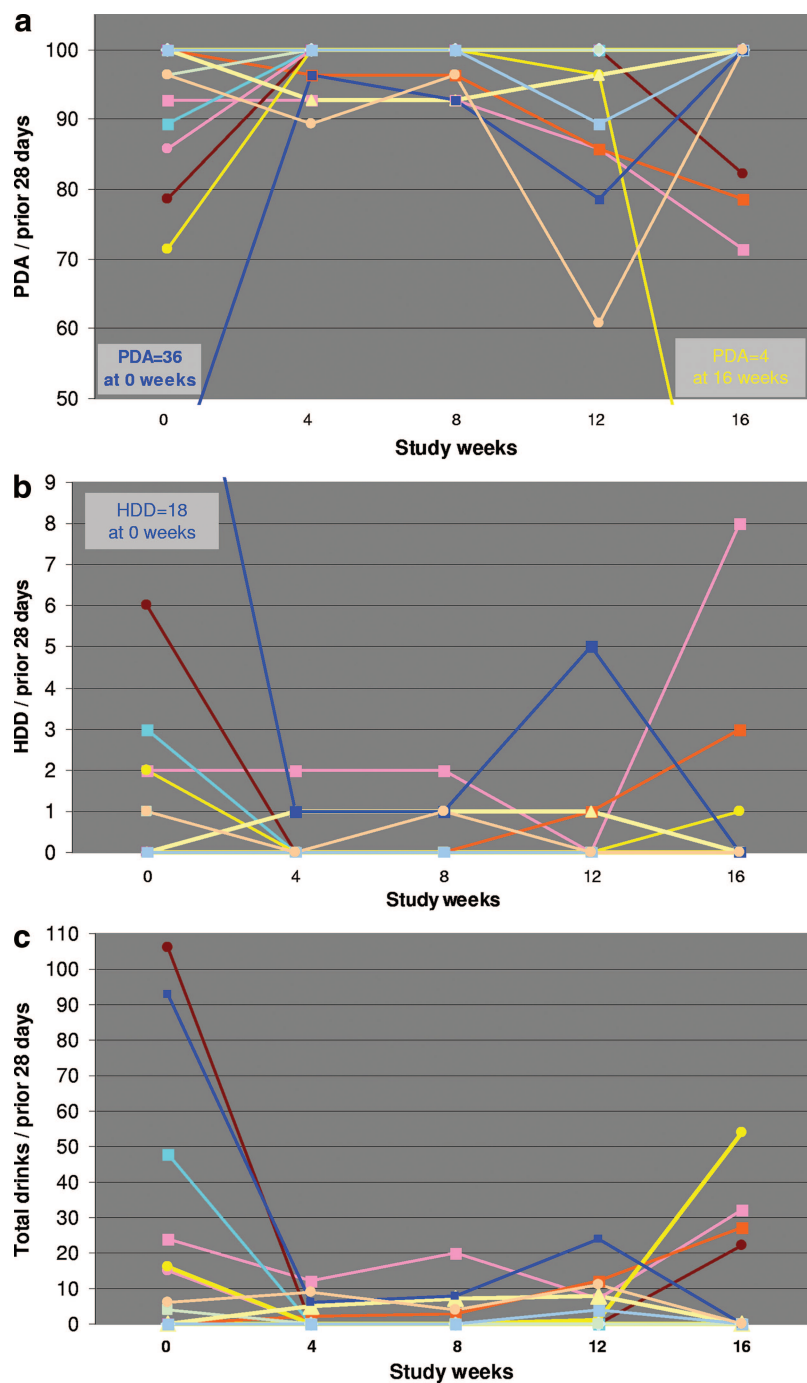 a
100
90
80
70
60
50
PDA / prior 28 days
PDA=36
at 0 weeks
PDA=4
at 16 weeks
0 4 8 12 16
Study weeks
b
9
8
7
6
5
4
3
2
1
0
HDD / prior 28 days
HDD=18
at 0 weeks
0 4 8 12 16
Study weeks
c
110
100
90
80
70
60
50
40
30
20
10
0
Total drinks / prior 28 days
0 4 8 12 16
Study weeks